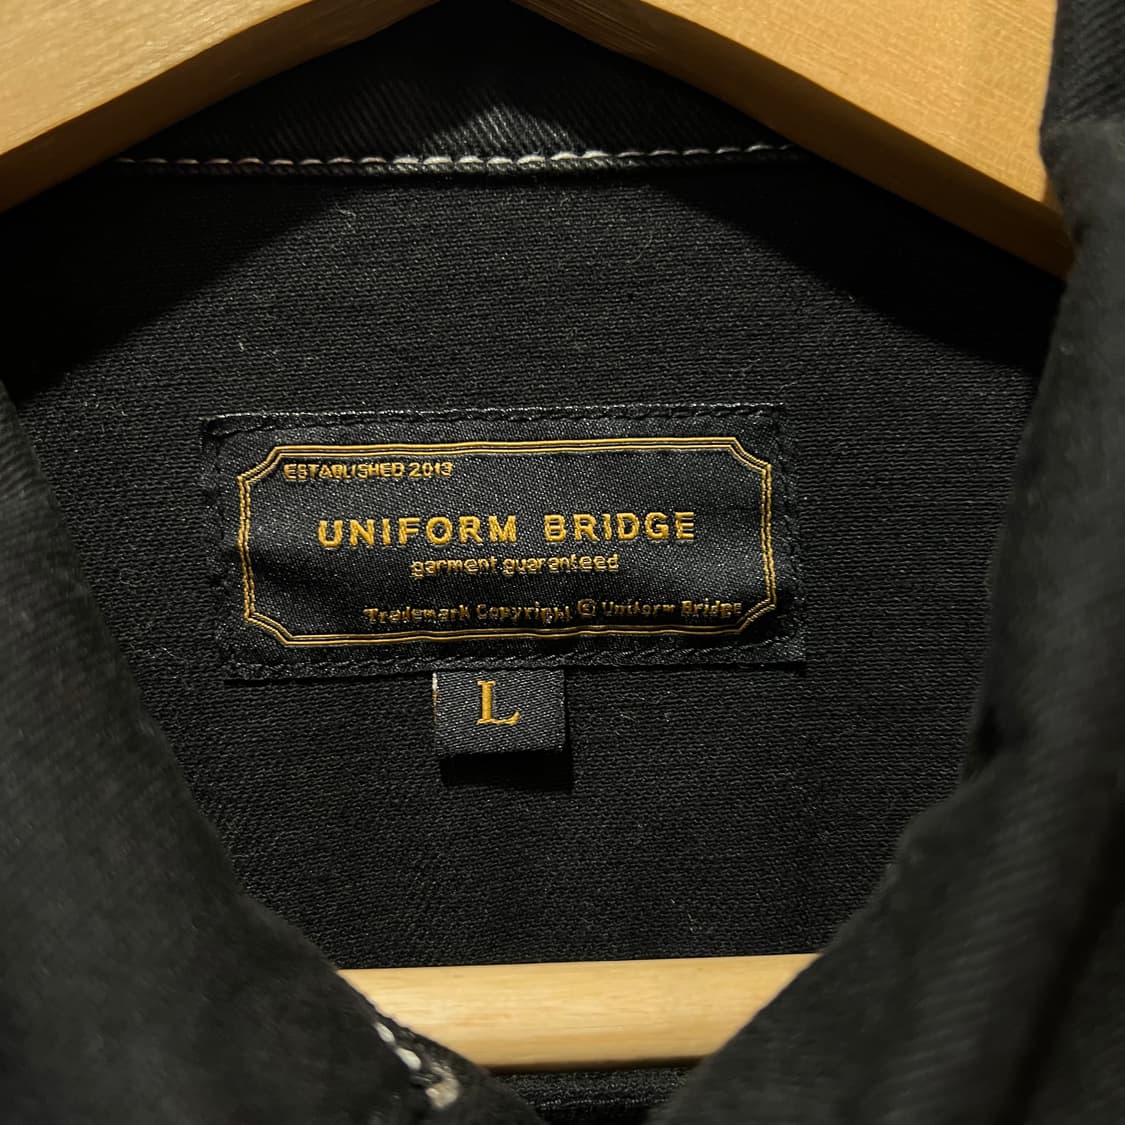 ESTABLISHED 2013
UNIFORM BRIDGE
garment guaranteed
Trademark Copyright © Uniform Bridge
L